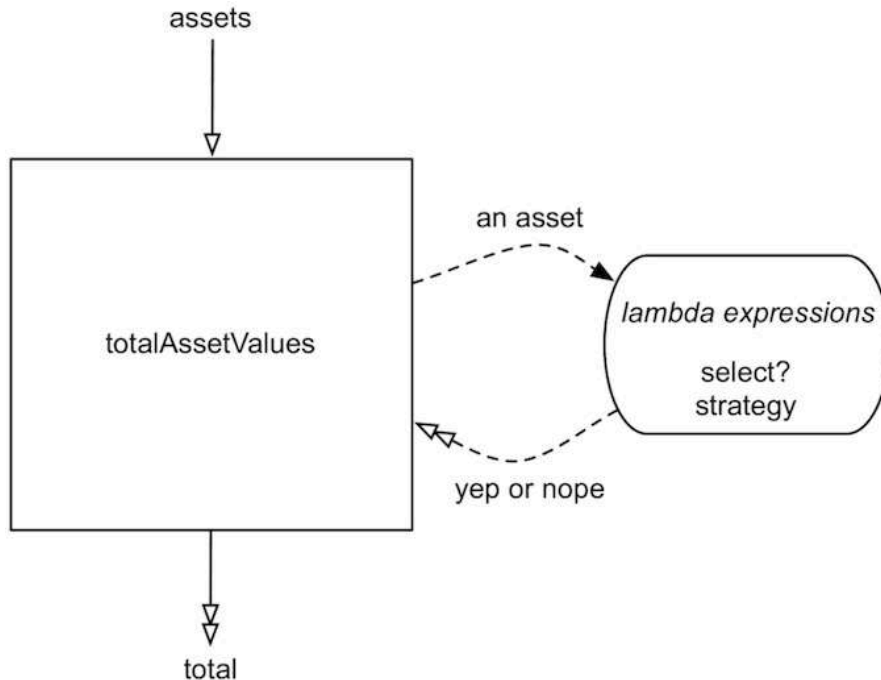 assets
an asset
totalAssetValues
lambda expressions
select?
strategy
yep or nope
total